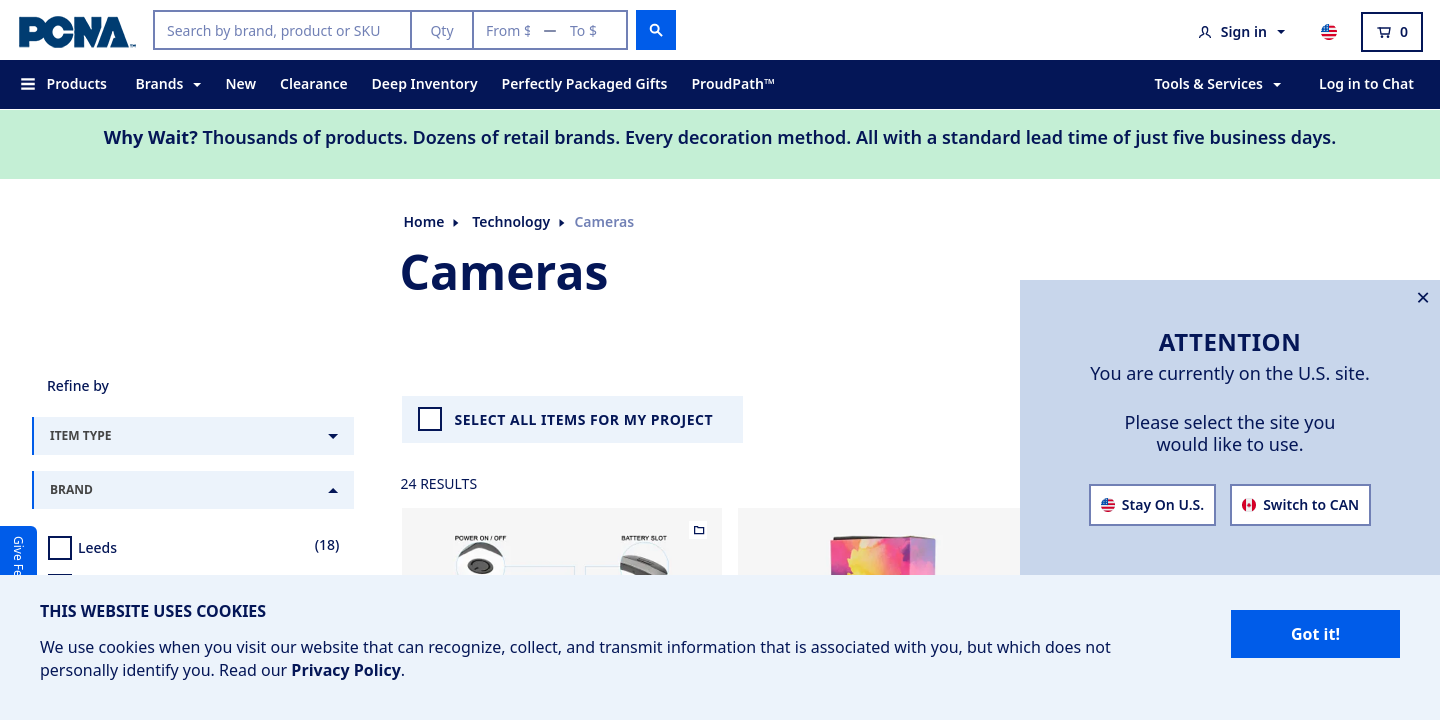 PCNA
Search by brand, product or SKU Qty From $ — To $
Sign in 0
Products Brands New Clearance Deep Inventory Perfectly Packaged Gifts ProudPath™ Tools & Services Log in to Chat
Why Wait? Thousands of products. Dozens of retail brands. Every decoration method. All with a standard lead time of just five business days.
Home Technology Cameras
Cameras
ATTENTION
You are currently on the U.S. site.
Please select the site you
would like to use.
Stay On U.S. Switch to CAN
Refine by
ITEM TYPE
BRAND
Leeds (18)
Give
SELECT ALL ITEMS FOR MY PROJECT
24 RESULTS
POWER ON / OFF BATTERY SLOT
THIS WEBSITE USES COOKIES
We use cookies when you visit our website that can recognize, collect, and transmit information that is associated with you, but which does not
personally identify you. Read our Privacy Policy.
Got it!